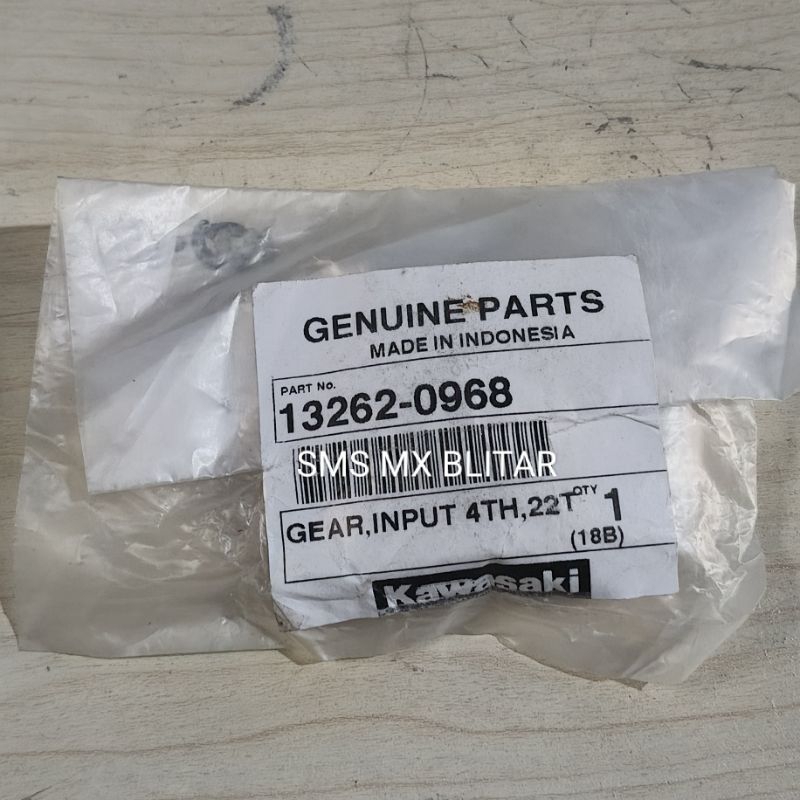 GENUINE PARTS
MADE IN INDONESIA
PART No.
13262-0968
SMS MX BLITAR
GEAR,INPUT 4TH,22T QTY 1
(18B)
Kawasaki